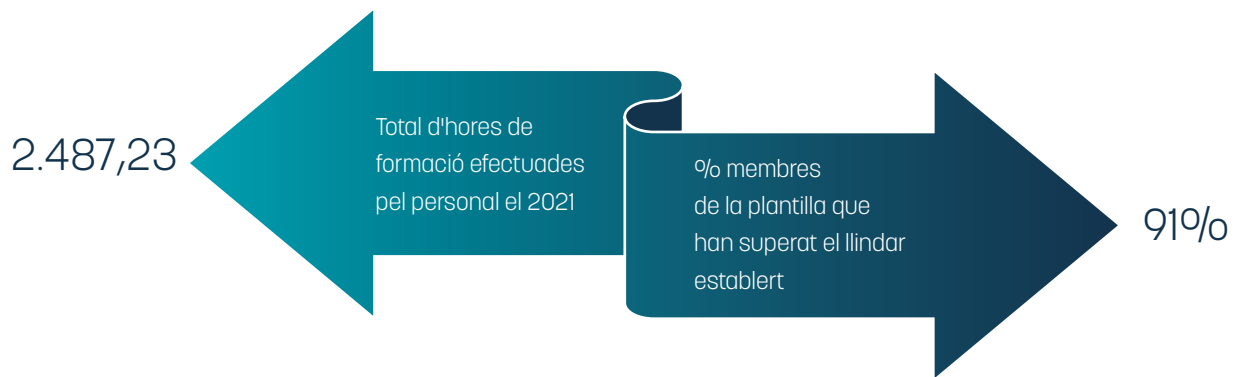 2.487,23
Total d'hores de
formació efectuades
pel personal el 2021
% membres
de la plantilla que
han superat el llindar
establert
91%